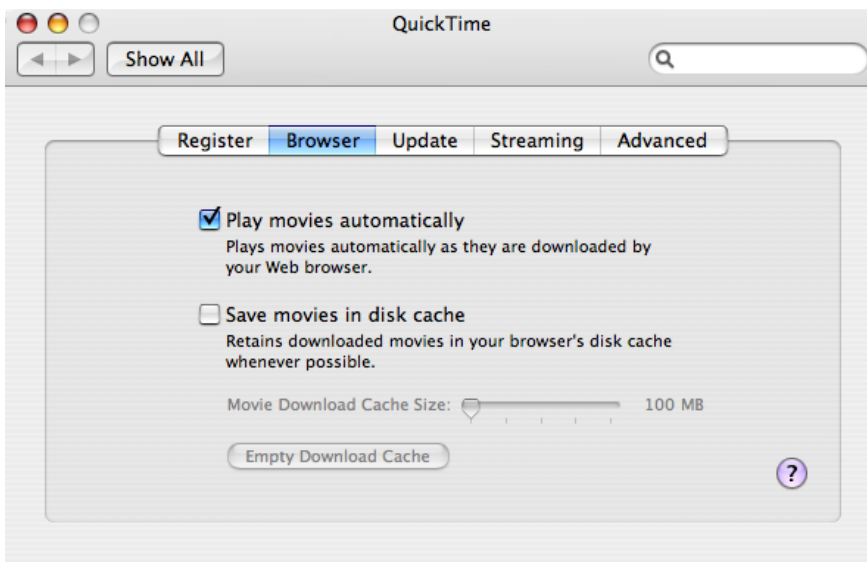 QuickTime
Show All
Register Browser Update Streaming Advanced
Play movies automatically
Plays movies automatically as they are downloaded by
your Web browser.
Save movies in disk cache
Retains downloaded movies in your browser's disk cache
whenever possible.
Movie Download Cache Size: 100 MB
Empty Download Cache
?